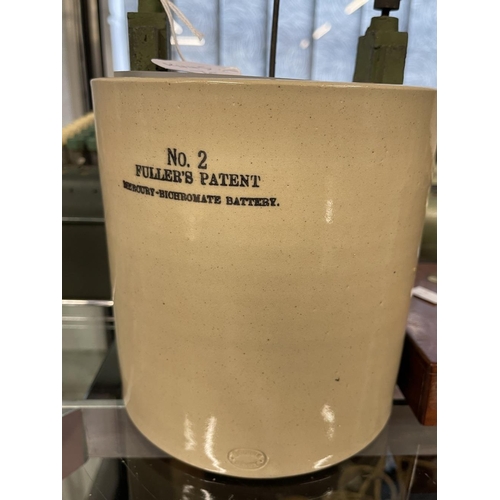 No. 2
FULLER'S PATENT
MERCURY-BICHROMATE BATTERY.